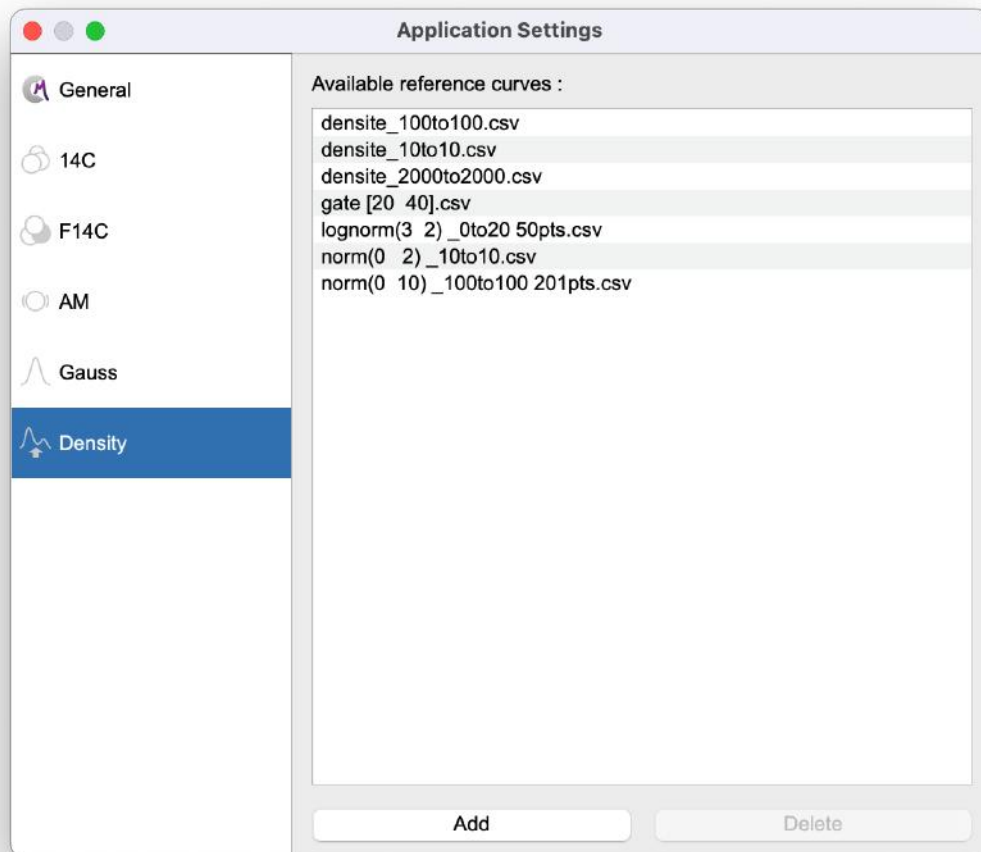 Application Settings
General
14C
F14C
AM
Gauss
Density
Available reference curves :
densite_100to100.csv
densite_10to10.csv
densite_2000to2000.csv
gate [20  40].csv
lognorm(3  2) _0to20 50pts.csv
norm(0   2) _10to10.csv
norm(0  10) _100to100 201pts.csv
Add
Delete